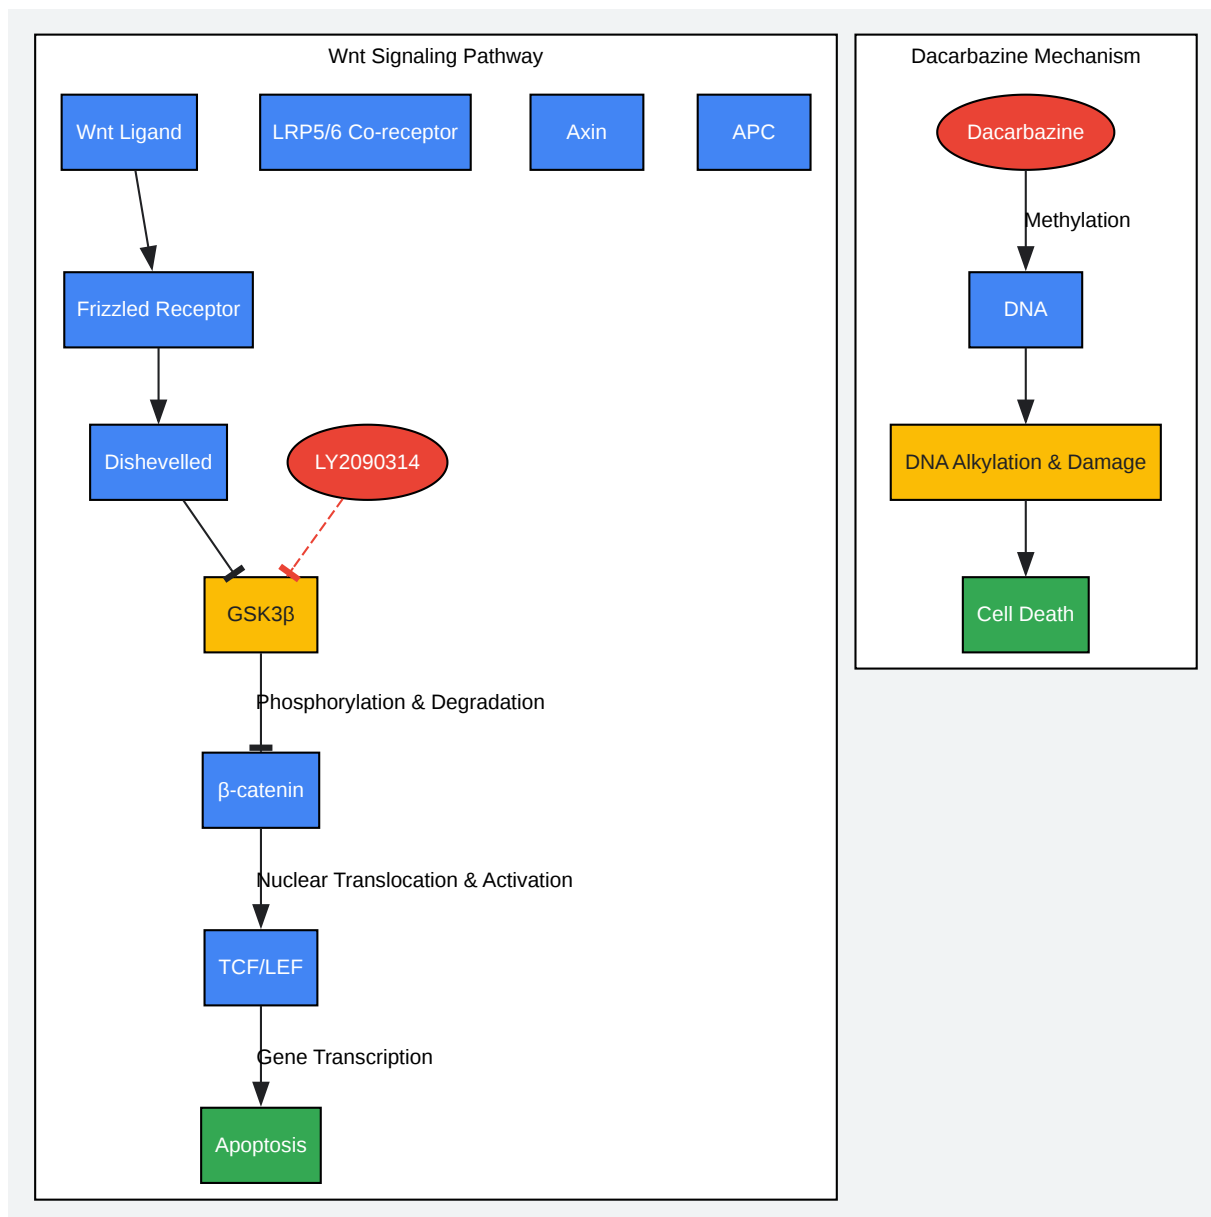 Wnt Signaling Pathway
Wnt Ligand
LRP5/6 Co-receptor
Axin
APC
Frizzled Receptor
Dishevelled
LY2090314
GSK3β
Phosphorylation & Degradation
β-catenin
Nuclear Translocation & Activation
TCF/LEF
Gene Transcription
Apoptosis
Dacarbazine Mechanism
Dacarbazine
Methylation
DNA
DNA Alkylation & Damage
Cell Death